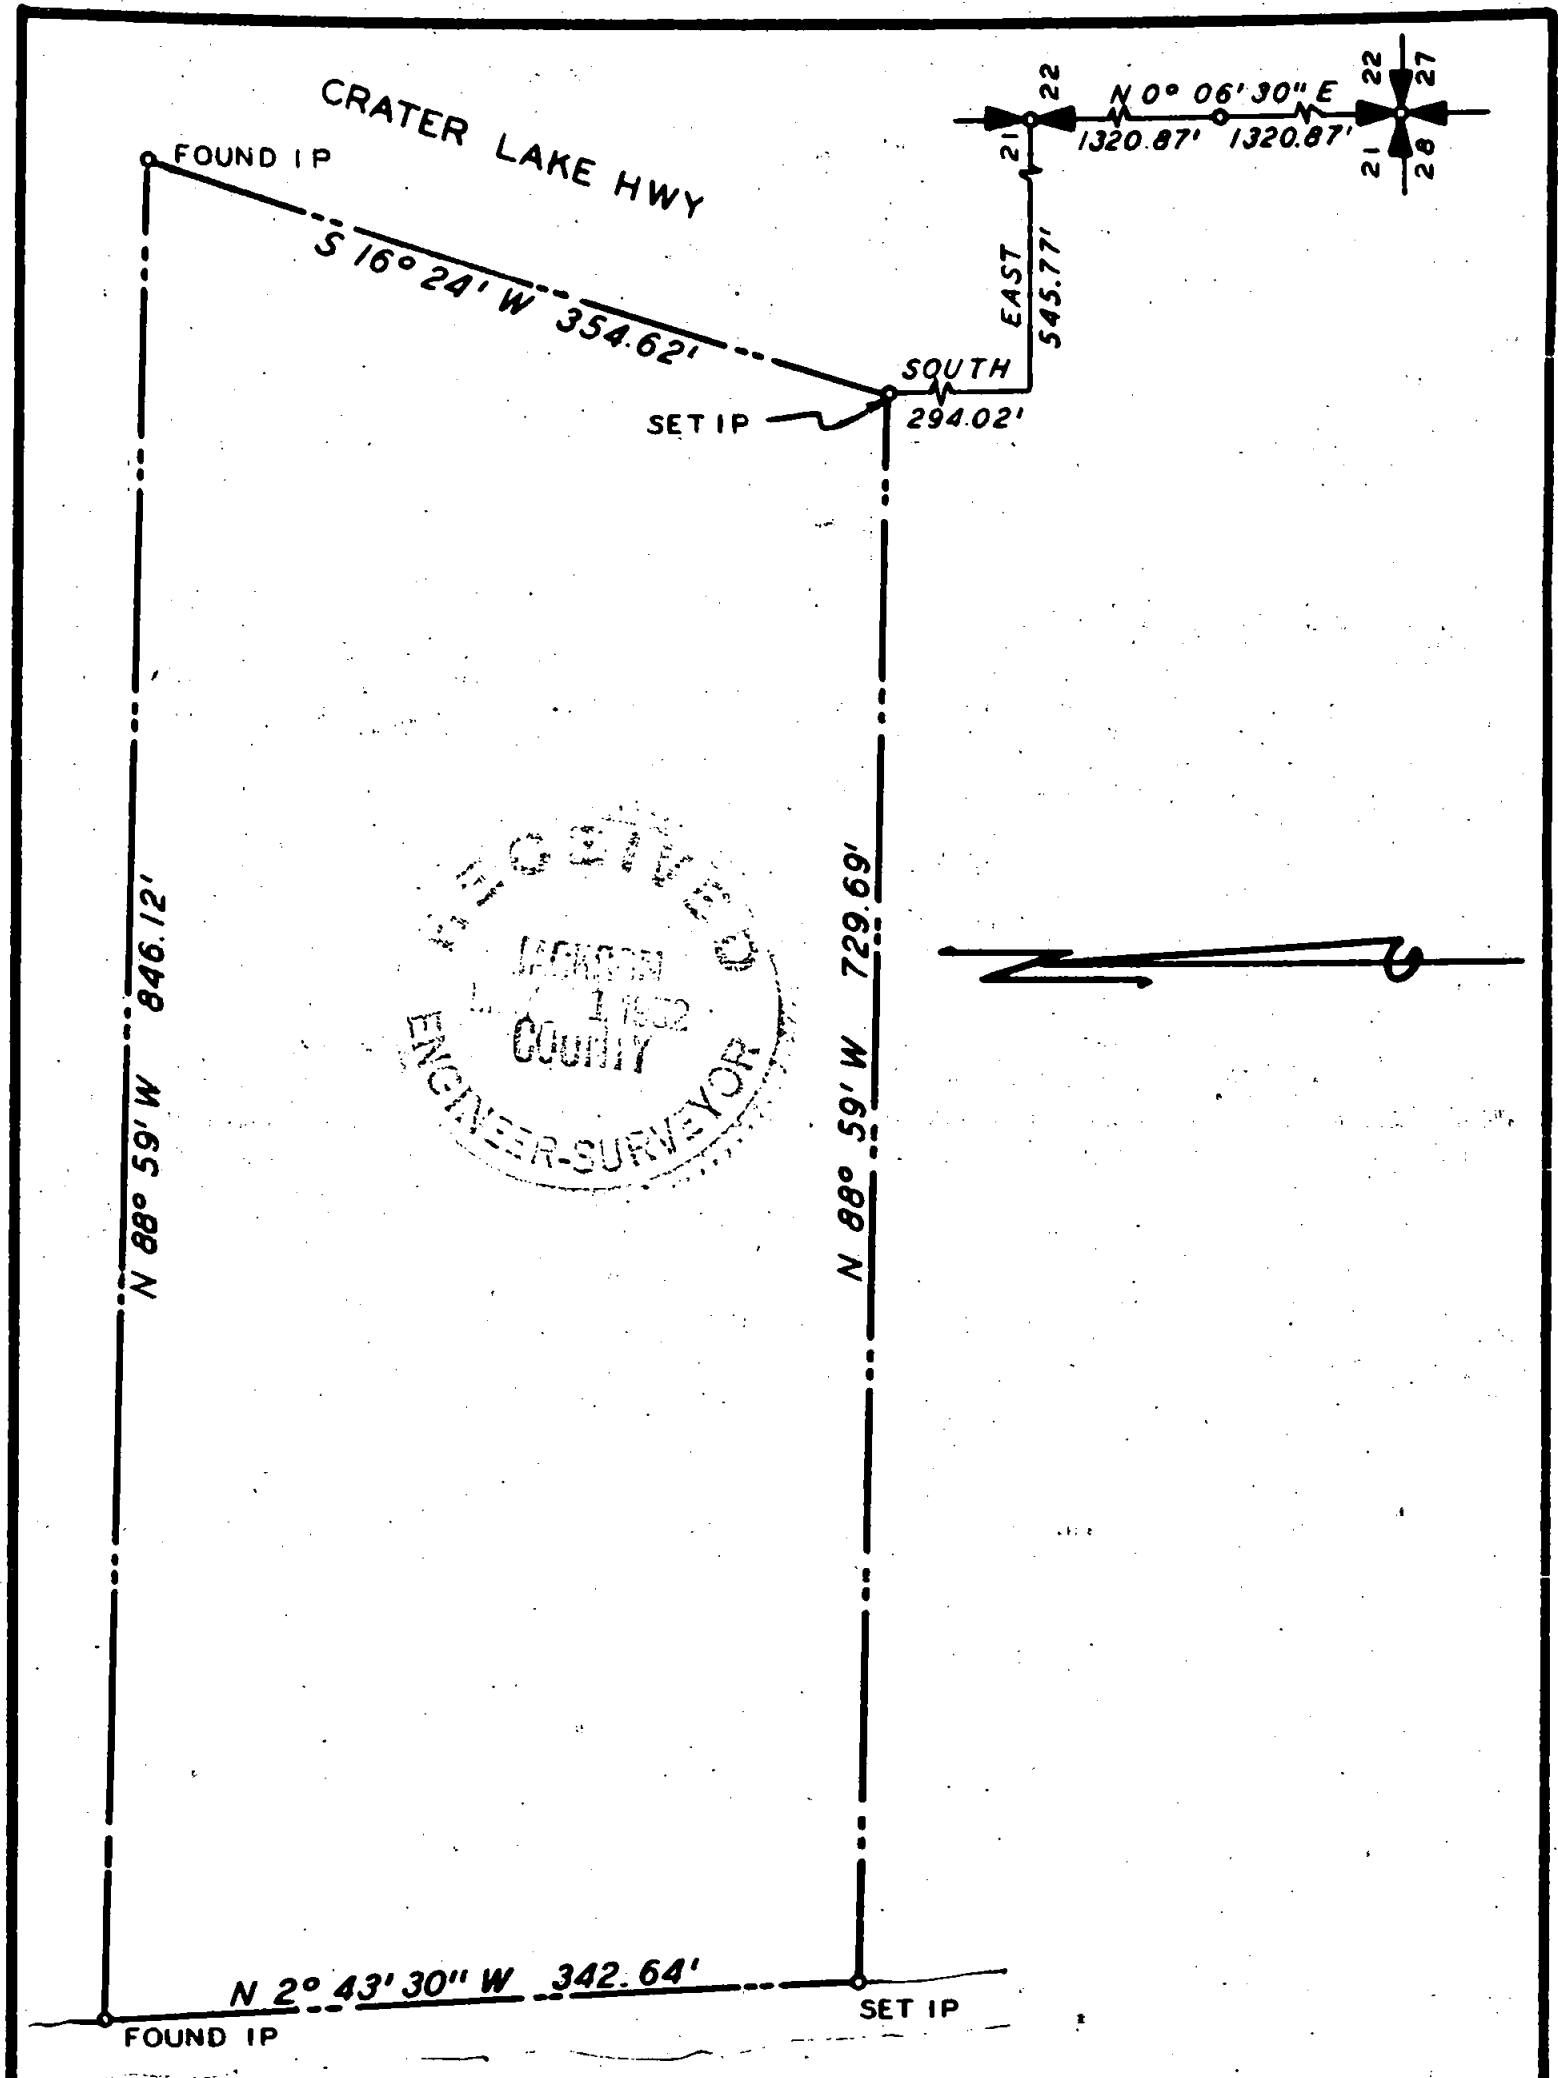 CRATER LAKE HWY
FOUND IP
S 16° 24' W 354.62'
SET IP
SOUTH
294.02'
EAST
545.77'
21
22
N 0° 06' 30" E
1320.87' 1320.87'
22
27
21
28
N 88° 59' W 846.12'
N 88° 59' W 729.69'
RECEIVED
JACKSON
COUNTY
ENGINEER-SURVEYOR
N 2° 43' 30" W 342.64'
FOUND IP
SET IP